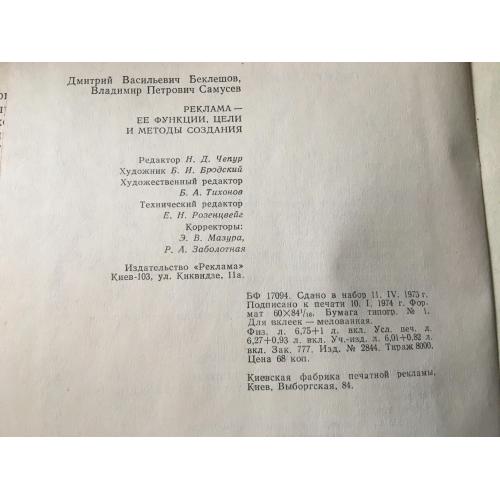 Дмитрий Васильевич Беклешов,
Владимир Петрович Самусев
РЕКЛАМА —
ЕЕ ФУНКЦИИ, ЦЕЛИ
И МЕТОДЫ СОЗДАНИЯ
Редактор Н. Д. Чепур
Художник Б. И. Бродский
Художественный редактор
Б. А. Тихонов
Технический редактор
Е. Н. Розенцвейг
Корректоры:
Э. В. Мазура,
Р. А. Заболотная
Издательство «Реклама»
Киев-103, ул. Киквидзе, 11а.
БФ 17094. Сдано в набор 11. IV. 1973 г.
Подписано к печати 10. I. 1974 г. Фор
мат 60×84¹/₁₆. Бумага типогр. № 1.
Для вклеек — мелованная.
Физ. л. 6,75+1 л. вкл. Усл. печ. л.
6,27+0,93 л. вкл. Уч.-изд. л. 6,01+0,82 л.
вкл. Зак. 777. Изд. № 2844. Тираж 8000.
Цена 68 коп.
Киевская фабрика печатной рекламы,
Киев, Выборгская, 84.